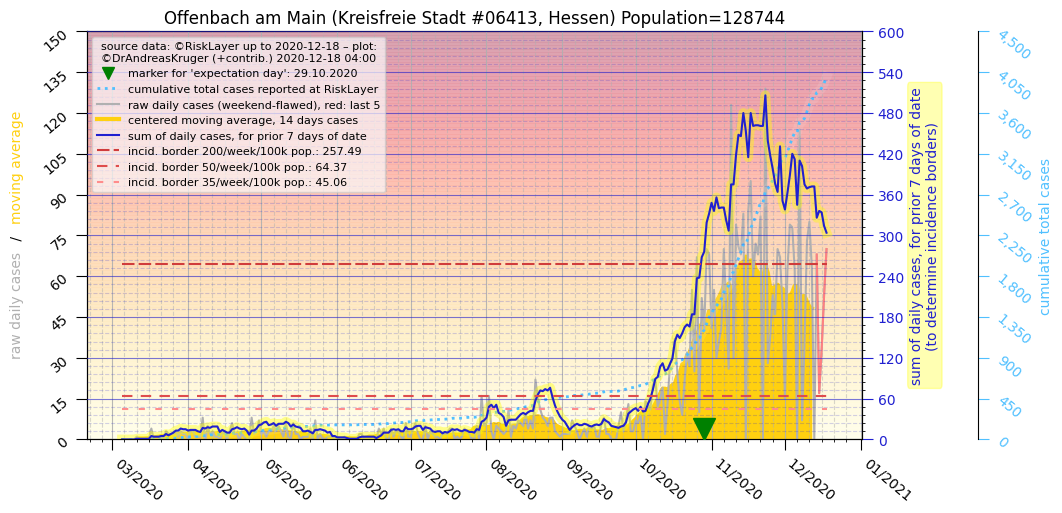 Offenbach am Main (Kreisfreie Stadt #06413, Hessen) Population=128744
source data: ©RiskLayer up to 2020-12-18 – plot:
©DrAndreasKruger (+contrib.) 2020-12-18 04:00
marker for 'expectation day': 29.10.2020
cumulative total cases reported at RiskLayer
raw daily cases (weekend-flawed), red: last 5
centered moving average, 14 days cases
sum of daily cases, for prior 7 days of date
incid. border 200/week/100k pop.: 257.49
incid. border 50/week/100k pop.: 64.37
incid. border 35/week/100k pop.: 45.06
raw daily cases / moving average
150
135
120
105
90
75
60
45
30
15
0
03/2020
04/2020
05/2020
06/2020
07/2020
08/2020
09/2020
10/2020
11/2020
12/2020
01/2021
600
540
480
420
360
300
240
180
120
60
0
sum of daily cases, for prior 7 days of date
(to determine incidence borders)
4,500
4,050
3,600
3,150
2,700
2,250
1,800
1,350
900
450
0
cumulative total cases